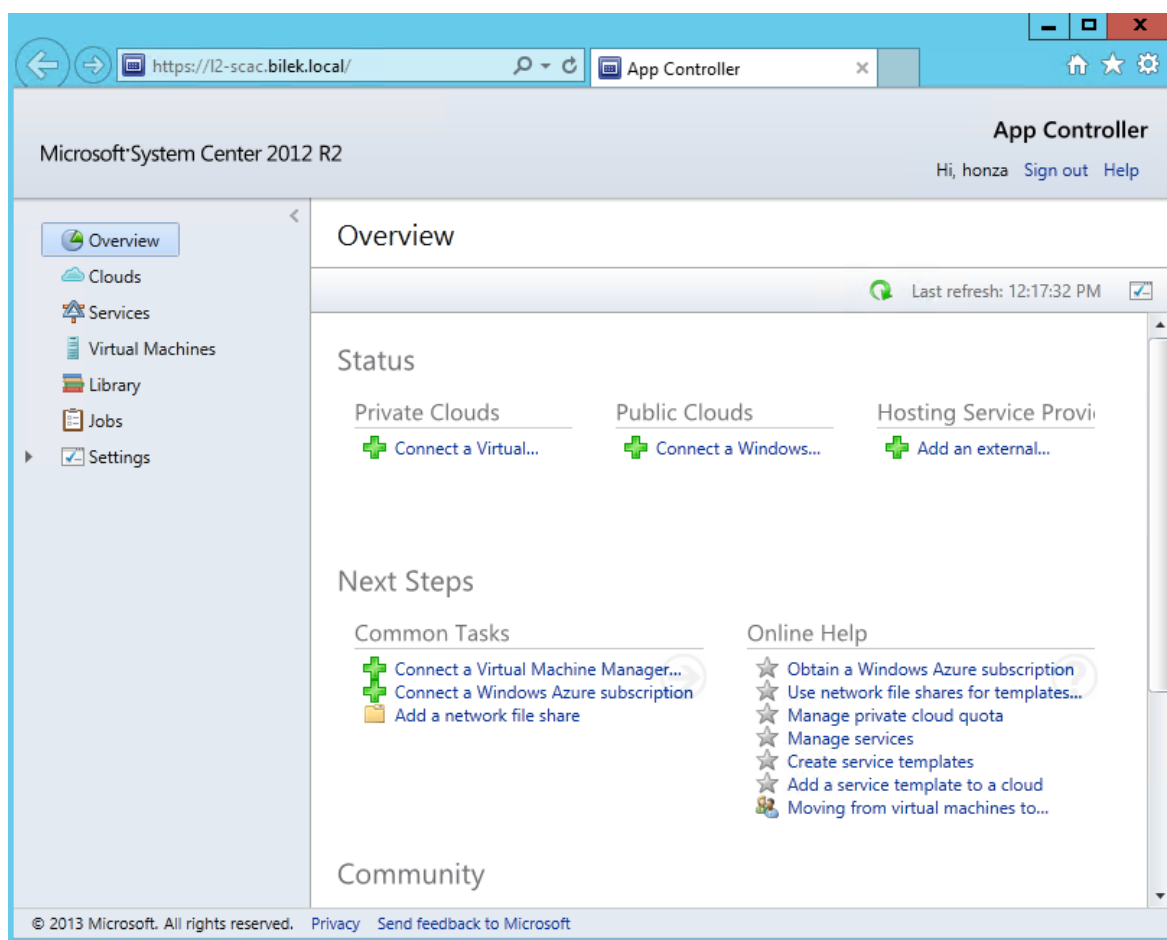 https://l2-scac.bilek.local/
App Controller
Microsoft System Center 2012 R2
App Controller
Hi, honza Sign out Help
Overview
Clouds
Services
Virtual Machines
Library
Jobs
Settings
Overview
Last refresh: 12:17:32 PM
Status
Private Clouds
Connect a Virtual...
Public Clouds
Connect a Windows...
Hosting Service Provi
Add an external...
Next Steps
Common Tasks
Connect a Virtual Machine Manager...
Connect a Windows Azure subscription
Add a network file share
Online Help
Obtain a Windows Azure subscription
Use network file shares for templates...
Manage private cloud quota
Manage services
Create service templates
Add a service template to a cloud
Moving from virtual machines to...
Community
© 2013 Microsoft. All rights reserved. Privacy Send feedback to Microsoft